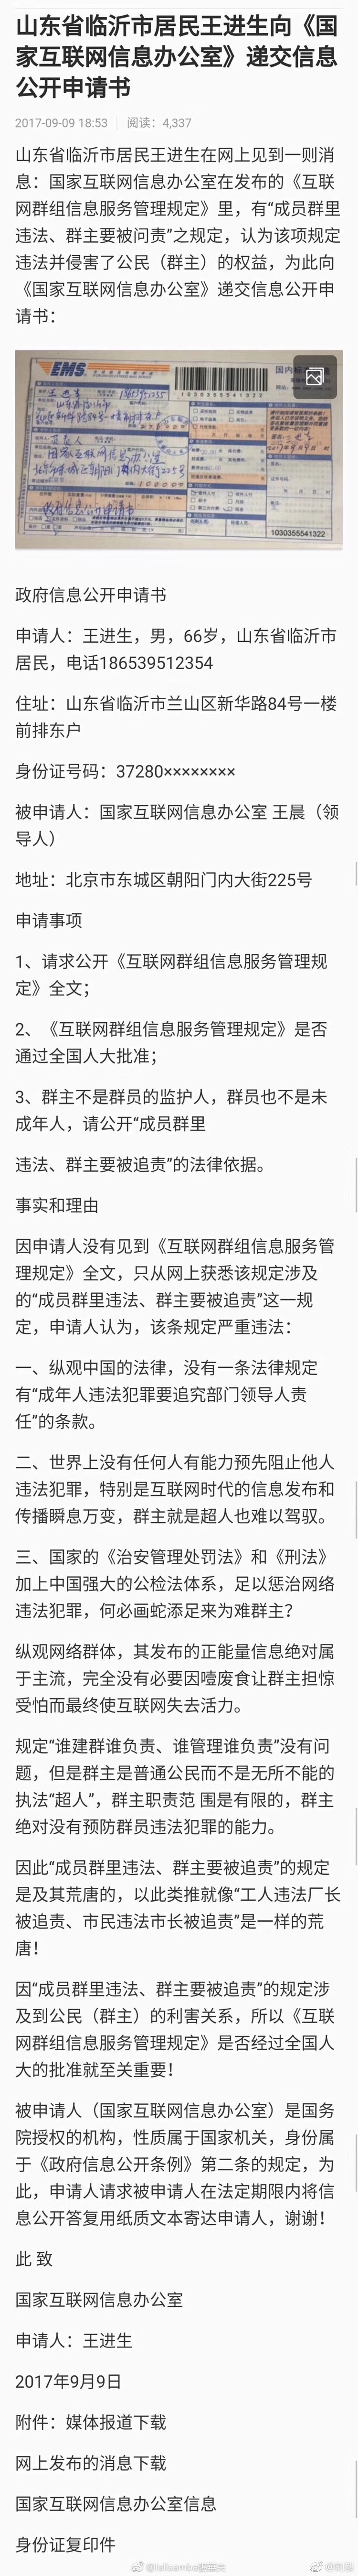 山东省临沂市居民王进生向《国
家互联网信息办公室》递交信息
公开申请书
2017-09-09 18:53 阅读：4,337
山东省临沂市居民王进生在网上见到一则消
息：国家互联网信息办公室在发布的《互联
网群组信息服务管理规定》里，有“成员群里
违法、群主要被问责”之规定，认为该项规定
违法并侵害了公民（群主）的权益，为此向
《国家互联网信息办公室》递交信息公开申
请书：
EMS
国内标
王进生
国家互联网信息办公室
政府信息公开申请书
1030355541322
政府信息公开申请书
申请人：王进生，男，66岁，山东省临沂市
居民，电话186539512354
住址：山东省临沂市兰山区新华路84号一楼
前排东户
身份证号码：37280××××××××
被申请人：国家互联网信息办公室 王晨（领
导人）
地址：北京市东城区朝阳门内大街225号
申请事项
1、请求公开《互联网群组信息服务管理规
定》全文；
2、《互联网群组信息服务管理规定》是否
通过全国人大批准；
3、群主不是群员的监护人，群员也不是未
成年人，请公开“成员群里
违法、群主要被追责”的法律依据。
事实和理由
因申请人没有见到《互联网群组信息服务管
理规定》全文，只从网上获悉该规定涉及
的“成员群里违法、群主要被追责”这一规
定，申请人认为，该条规定严重违法：
一、纵观中国的法律，没有一条法律规定
有“成年人违法犯罪要追究部门领导人责
任”的条款。
二、世界上没有任何人有能力预先阻止他人
违法犯罪，特别是互联网时代的信息发布和
传播瞬息万变，群主就是超人也难以驾驭。
三、国家的《治安管理处罚法》和《刑法》
加上中国强大的公检法体系，足以惩治网络
违法犯罪，何必画蛇添足来为难群主？
纵观网络群体，其发布的正能量信息绝对属
于主流，完全没有必要因噎废食让群主担惊
受怕而最终使互联网失去活力。
规定“谁建群谁负责、谁管理谁负责”没有问
题，但是群主是普通公民而不是无所不能的
执法“超人”，群主职责范 围是有限的，群主
绝对没有预防群员违法犯罪的能力。
因此“成员群里违法、群主要被追责”的规定
是及其荒唐的，以此类推就像“工人违法厂长
被追责、市民违法市长被追责”是一样的荒
唐！
因“成员群里违法、群主要被追责”的规定涉
及到公民（群主）的利害关系，所以《互联
网群组信息服务管理规定》是否经过全国人
大的批准就至关重要！
被申请人（国家互联网信息办公室）是国务
院授权的机构，性质属于国家机关，身份属
于《政府信息公开条例》第二条的规定，为
此，申请人请求被申请人在法定期限内将信
息公开答复用纸质文本寄达申请人，谢谢！
此 致
国家互联网信息办公室
申请人：王进生
2017年9月9日
附件：媒体报道下载
网上发布的消息下载
国家互联网信息办公室信息
身份证复印件